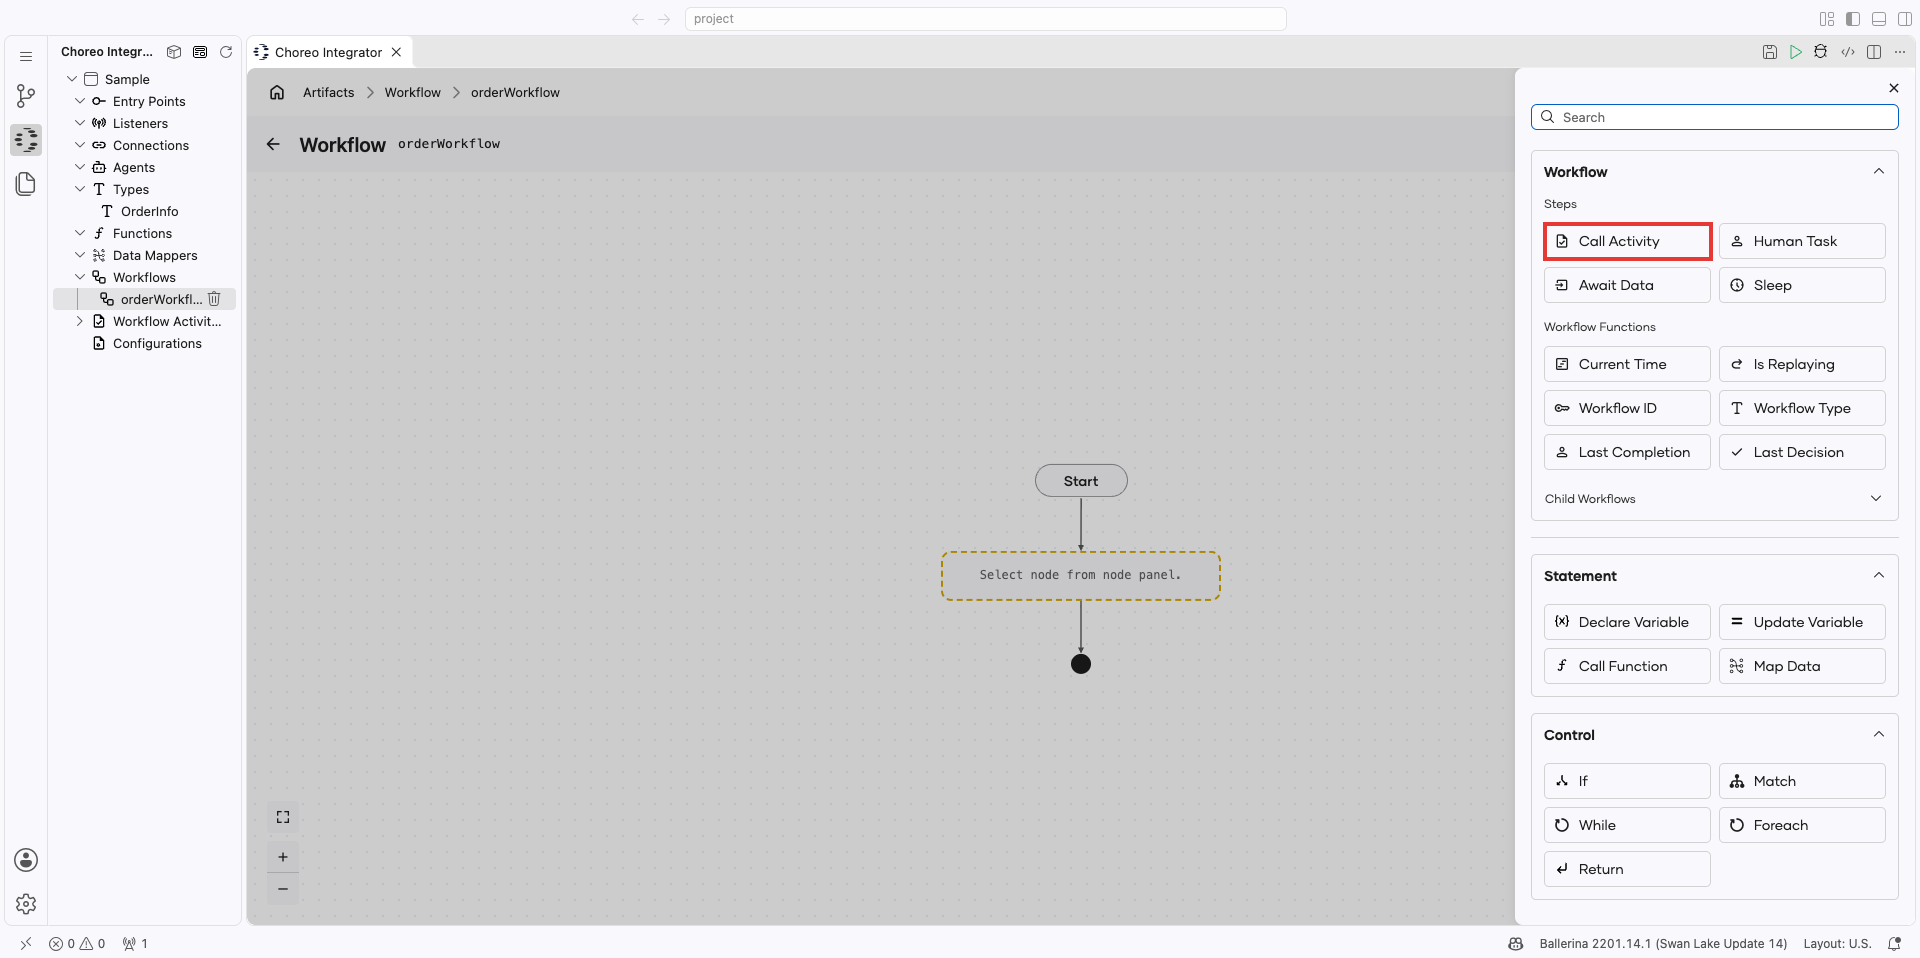 project
Choreo Integr...
Sample
Entry Points
Listeners
Connections
Agents
Types
OrderInfo
Functions
Data Mappers
Workflows
orderWorkfl...
Workflow Activit...
Configurations
Choreo Integrator
Artifacts
Workflow
orderWorkflow
Workflow orderWorkflow
Start
Select node from node panel.
Search
Workflow
Steps
Call Activity
Human Task
Await Data
Sleep
Workflow Functions
Current Time
Is Replaying
Workflow ID
Workflow Type
Last Completion
Last Decision
Child Workflows
Statement
Declare Variable
Update Variable
Call Function
Map Data
Control
If
Match
While
Foreach
Return
0 0 1
Ballerina 2201.14.1 (Swan Lake Update 14) Layout: U.S.